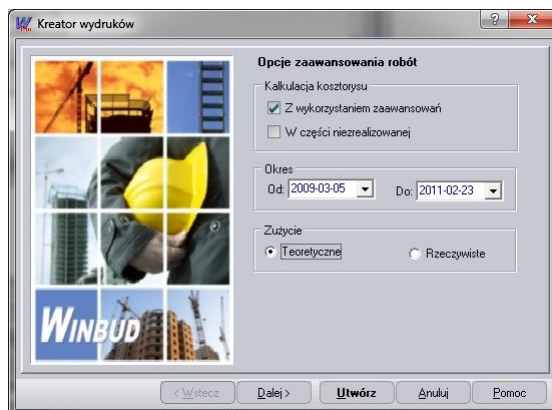 Kreator wydruków
Opcje zaawansowania robót
Kalkulacja kosztorysu
Z wykorzystaniem zaawansowań
W części niezrealizowanej
Okres
Od: 2009-03-05 Do: 2011-02-23
Zużycie
Teoretyczne Rzeczywiste
WINBUD
< Wstecz Dalej > Utwórz Anuluj Pomoc